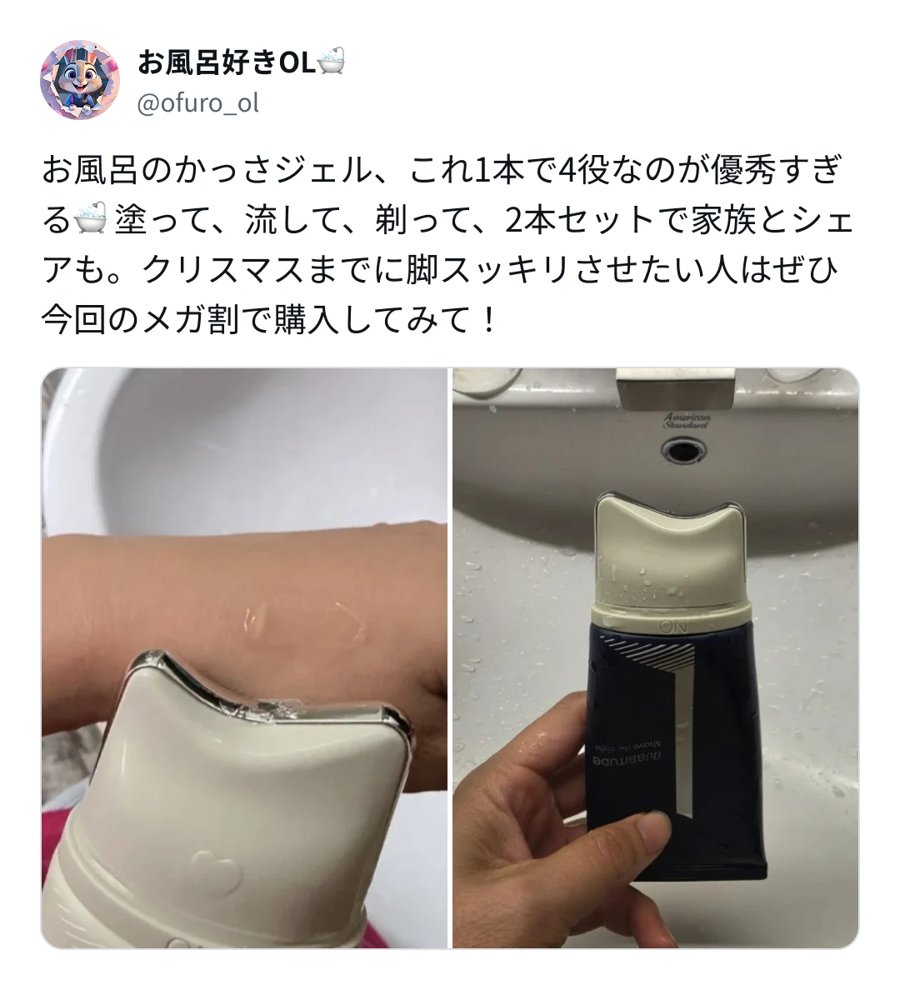 お風呂好きOL🛁
@ofuro_ol
お風呂のかっさジェル、これ1本で4役なのが優秀すぎ
る🛁 塗って、流して、剃って、2本セットで家族とシェ
アも。クリスマスまでに脚スッキリさせたい人はぜひ
今回のメガ割で購入してみて！
American
Standard
ON
Shave the night